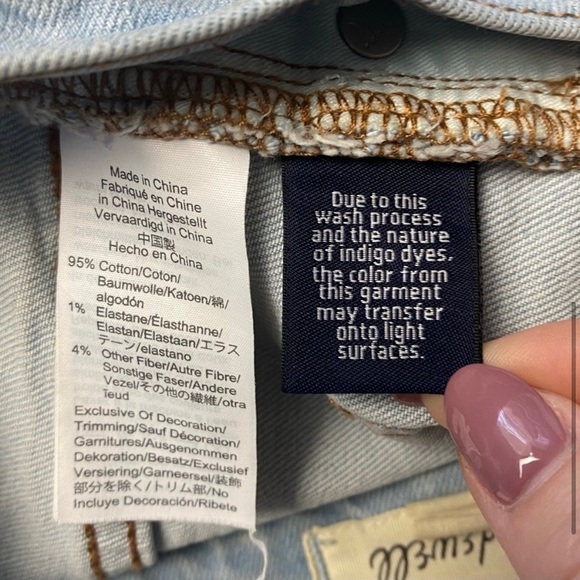 Made in China
Fabriqué en Chine
in China Hergestellt
Vervaardigd in China
中国製
Hecho en China
95% Cotton/Coton/
Baumwolle/Katoen/綿/
algodón
1% Elastane/Élasthanne/
Elastan/Elastaan/エラス
テーン/elastano
4% Other Fiber/Autre Fibre/
Sonstige Faser/Andere
Vezel/その他の繊維/otra
Teud
Exclusive Of Decoration/
Trimming/Sauf Décoration/
Garnitures/Ausgenommen
Dekoration/Besatz/Exclusief
Versiering/Garneersel/装飾
部分を除く/トリム部/No
Incluye Decoración/Ribete
Due to this
wash process
and the nature
of indigo dyes.
the color from
this garment
may transfer
onto light
surfaces.